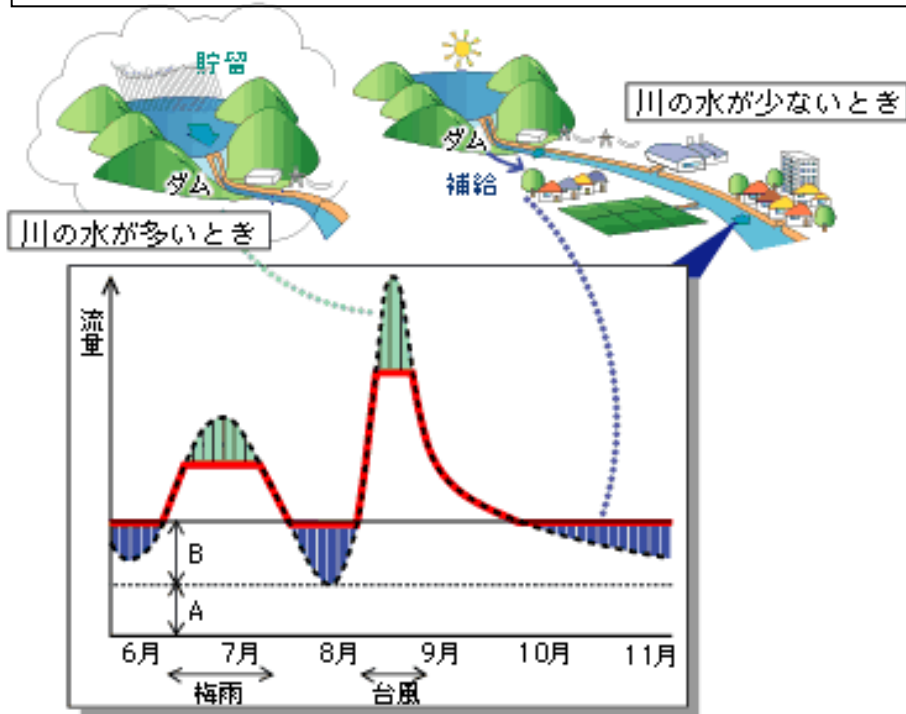 貯留
ダム
川の水が多いとき
ダム
補給
川の水が少ないとき
流量
B
A
6月 7月 8月 9月 10月 11月
梅雨 台風